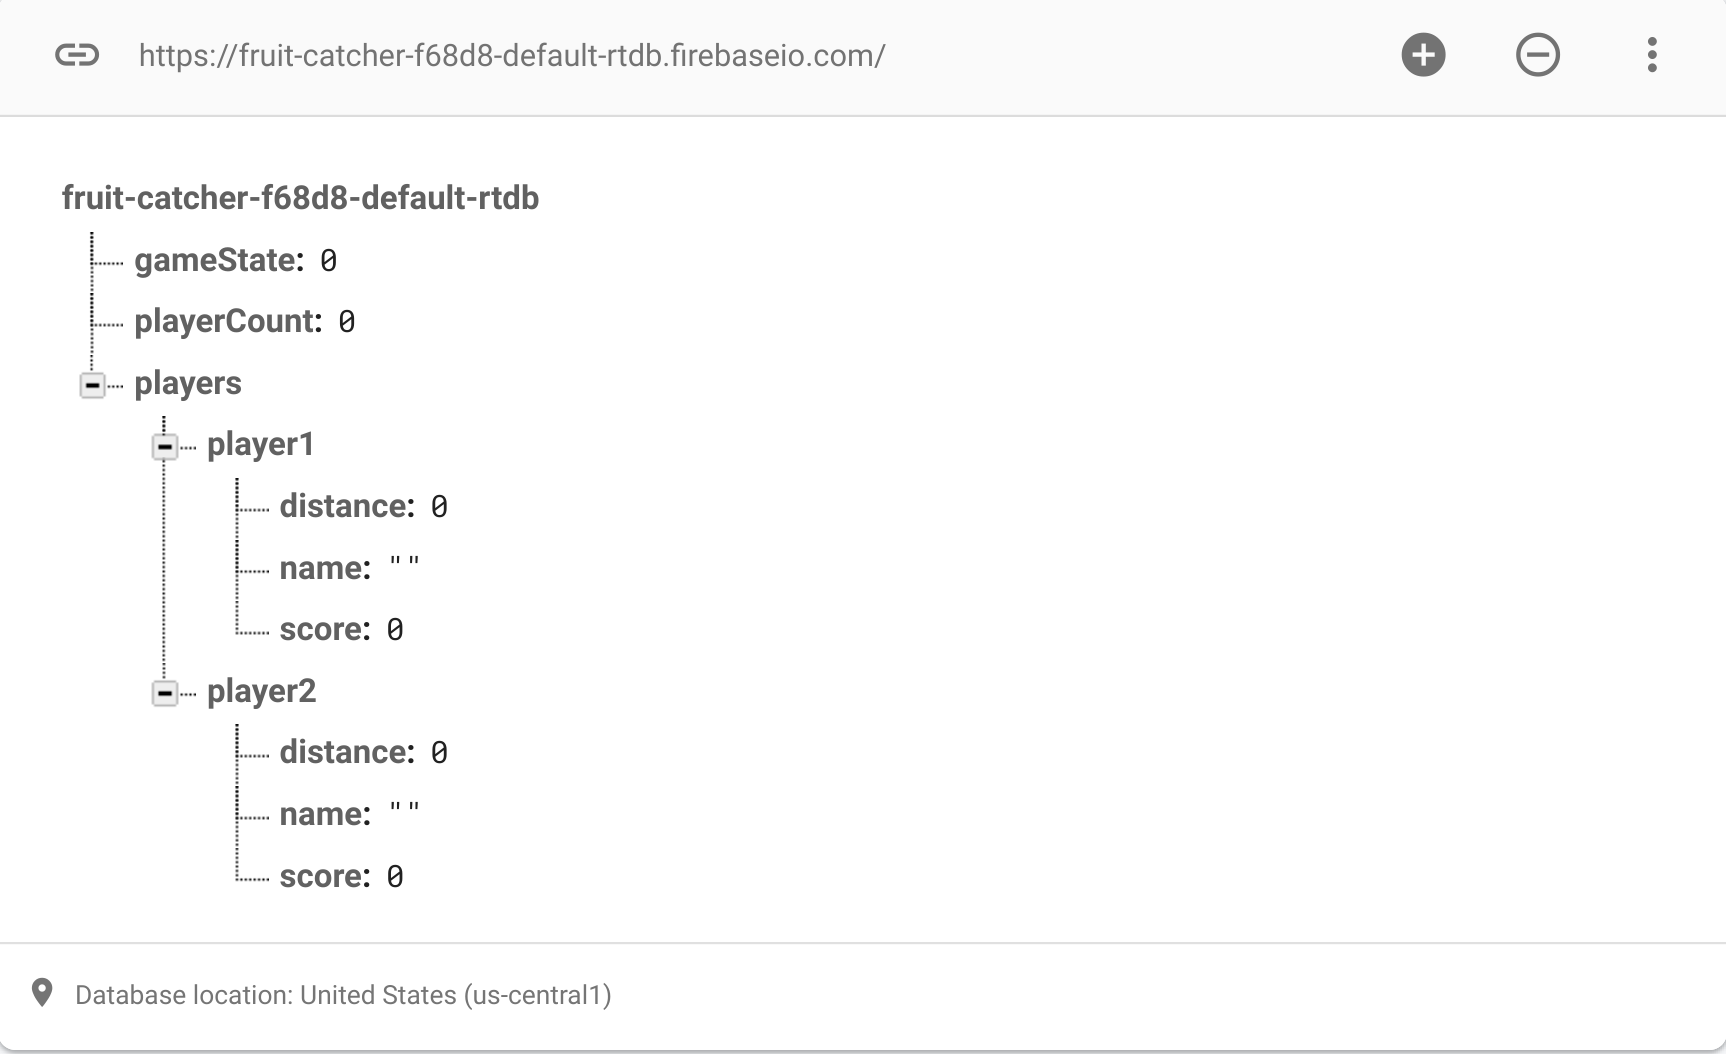 https://fruit-catcher-f68d8-default-rtdb.firebaseio.com/
fruit-catcher-f68d8-default-rtdb
gameState: 0
playerCount: 0
players
player1
distance: 0
name: ""
score: 0
player2
distance: 0
name: ""
score: 0
Database location: United States (us-central1)